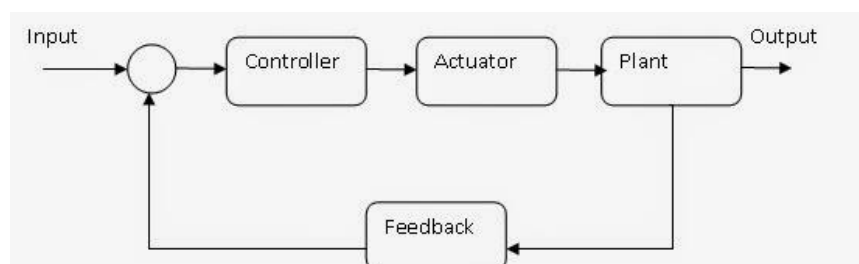 Input
Controller
Actuator
Plant
Output
Feedback